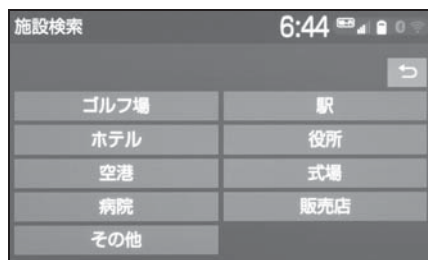 施設検索 6:44
ゴルフ場 駅
ホテル 役所
空港 式場
病院 販売店
その他